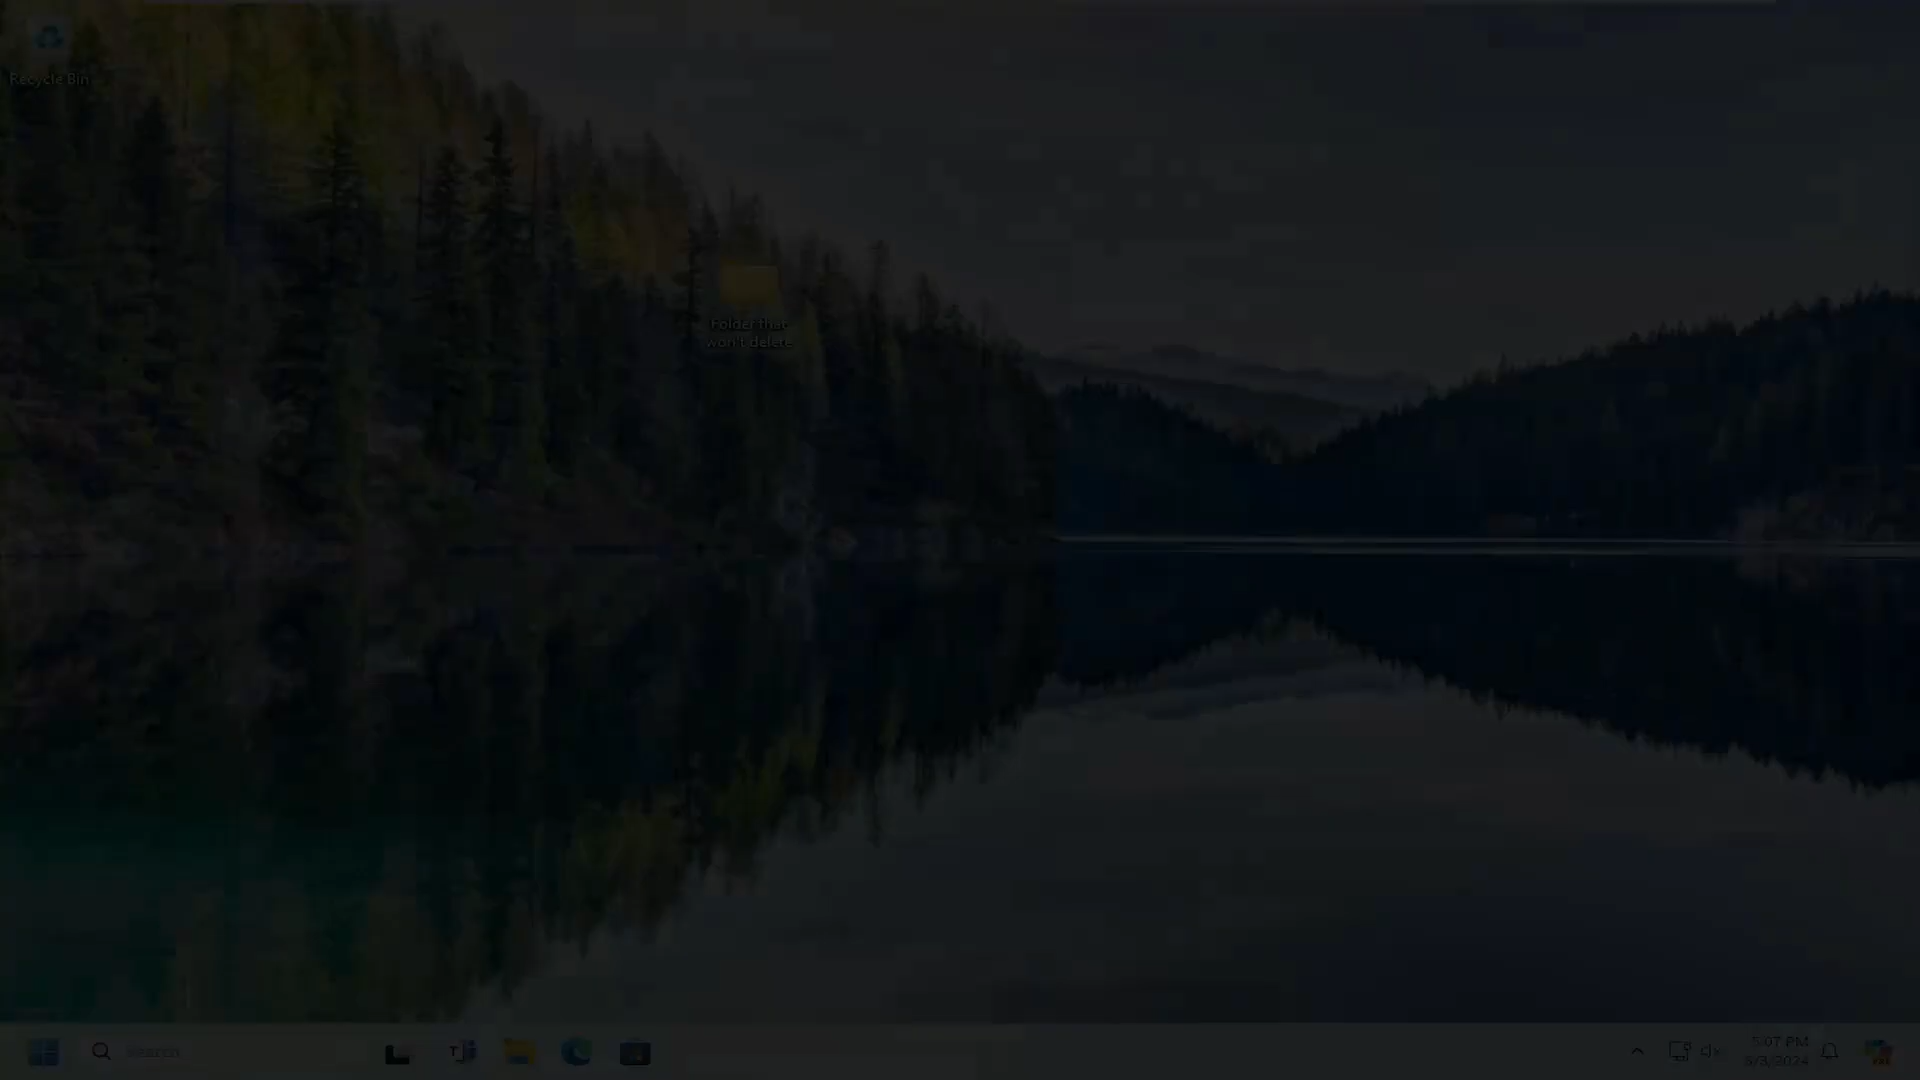 Recycle Bin
Folder that
won't delete
Search
5:07 PM